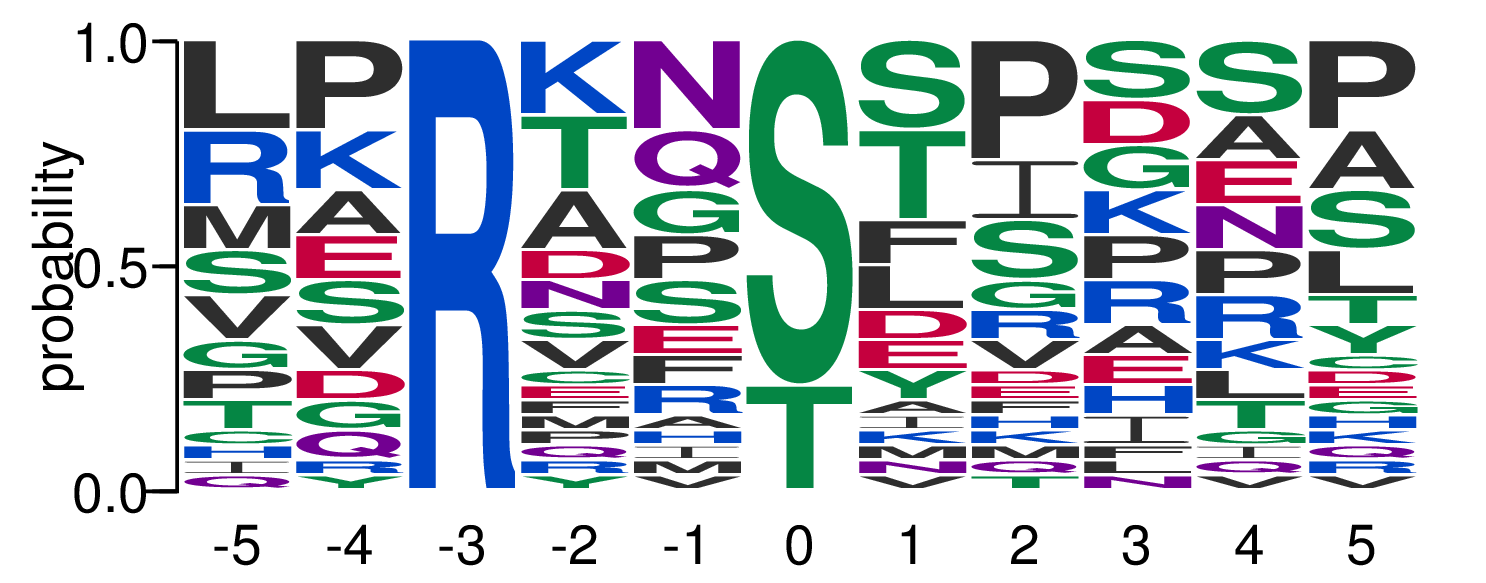 probability
1.0
0.5
0.0
L R M S V G P T C H I Q
P K A E S V D G Q R Y
R
K T A D N S V C E F M P Q R Y
N Q G P S E F R A H I M V
S T
S T F L D E Y A I K M N V
P I S G R V D E F H K M Q T
S D G K P R A E H I F L N
S A E N P R K L T G I Q V
P A S L T Y C D E G H K Q R V
-5 -4 -3 -2 -1 0 1 2 3 4 5